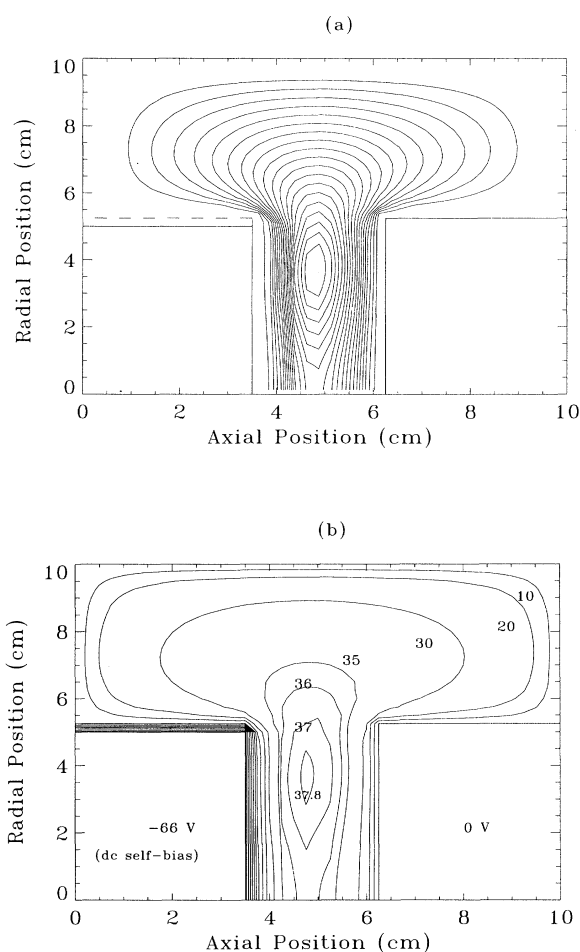 (a)
10
8
6
4
2
0
Radial Position (cm)
0 2 4 6 8 10
Axial Position (cm)
(b)
10
8
6
4
2
0
Radial Position (cm)
10
20
30
35
36
37
37.8
-66 V
(dc self-bias)
0 V
0 2 4 6 8 10
Axial Position (cm)